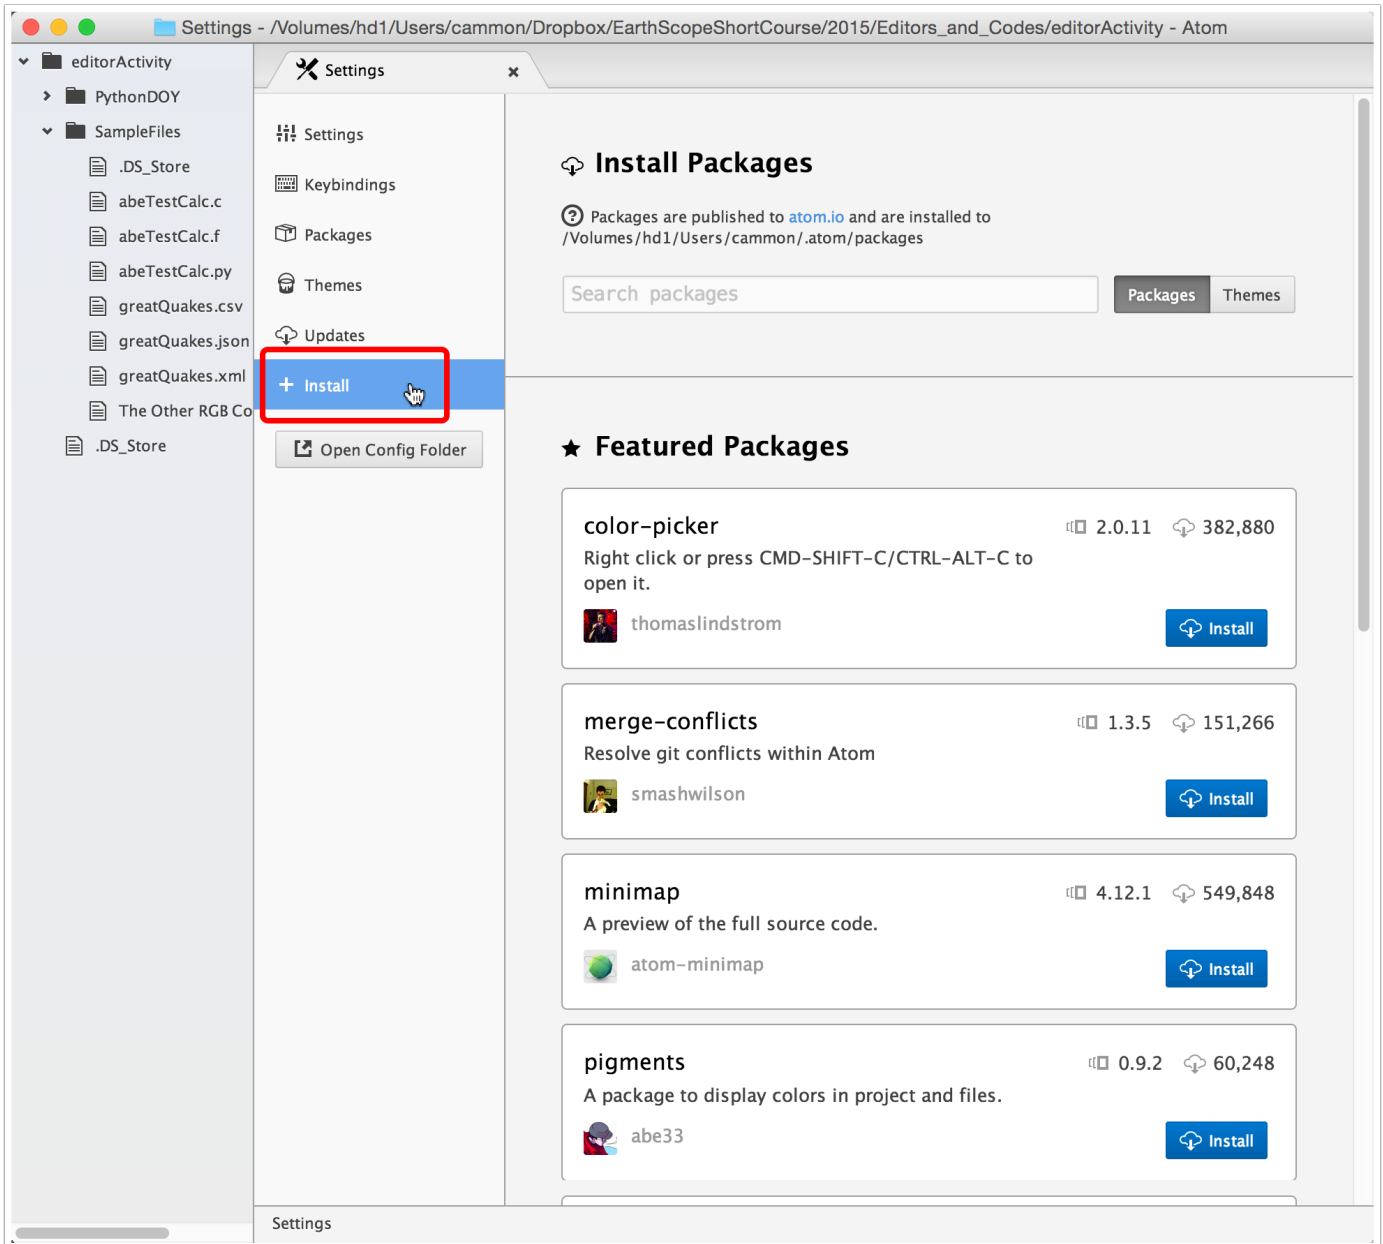 Settings - /Volumes/hd1/Users/cammon/Dropbox/EarthScopeShortCourse/2015/Editors_and_Codes/editorActivity - Atom
editorActivity
PythonDOY
SampleFiles
.DS_Store
abeTestCalc.c
abeTestCalc.f
abeTestCalc.py
greatQuakes.csv
greatQuakes.json
greatQuakes.xml
The Other RGB Co
.DS_Store
Settings
Settings
Keybindings
Packages
Themes
Updates
Install
Open Config Folder
Install Packages
Packages are published to atom.io and are installed to
/Volumes/hd1/Users/cammon/.atom/packages
Search packages
Packages
Themes
Featured Packages
color-picker
2.0.11
382,880
Right click or press CMD-SHIFT-C/CTRL-ALT-C to
open it.
thomaslindstrom
Install
merge-conflicts
1.3.5
151,266
Resolve git conflicts within Atom
smashwilson
Install
minimap
4.12.1
549,848
A preview of the full source code.
atom-minimap
Install
pigments
0.9.2
60,248
A package to display colors in project and files.
abe33
Install
Settings